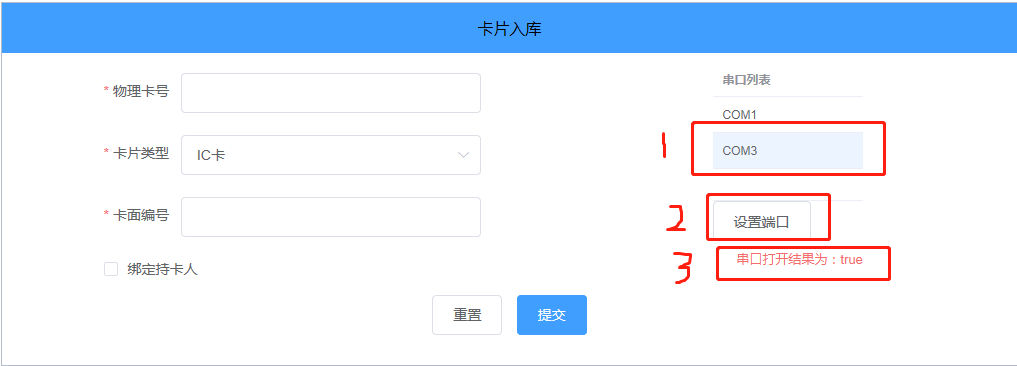 卡片入库
* 物理卡号
* 卡片类型 IC卡
* 卡面编号
绑定持卡人
重置 提交
串口列表
COM1
1 COM3
2 设置端口
3 串口打开结果为：true